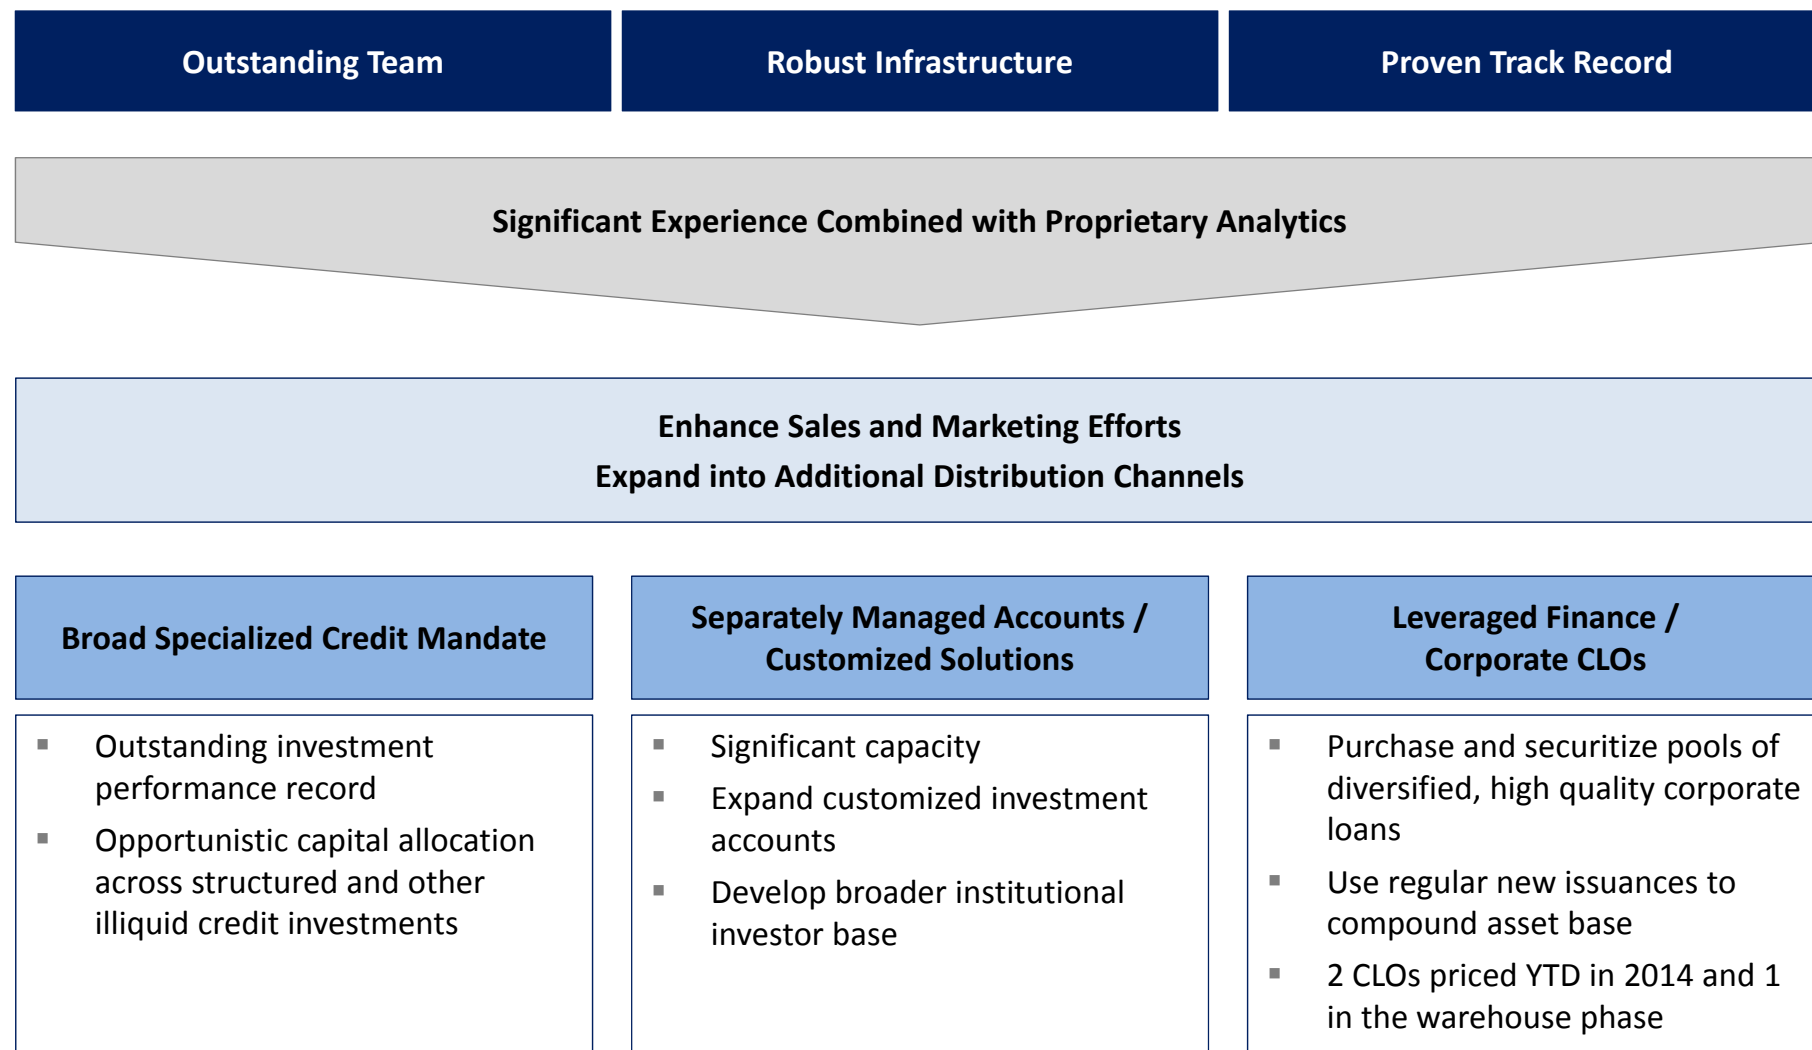 Outstanding Team
Robust Infrastructure
Proven Track Record
Significant Experience Combined with Proprietary Analytics
Enhance Sales and Marketing Efforts
Expand into Additional Distribution Channels
Broad Specialized Credit Mandate
▪ Outstanding investment
performance record
▪ Opportunistic capital allocation
across structured and other
illiquid credit investments
Separately Managed Accounts /
Customized Solutions
▪ Significant capacity
▪ Expand customized investment
accounts
▪ Develop broader institutional
investor base
Leveraged Finance /
Corporate CLOs
▪ Purchase and securitize pools of
diversified, high quality corporate
loans
▪ Use regular new issuances to
compound asset base
▪ 2 CLOs priced YTD in 2014 and 1
in the warehouse phase